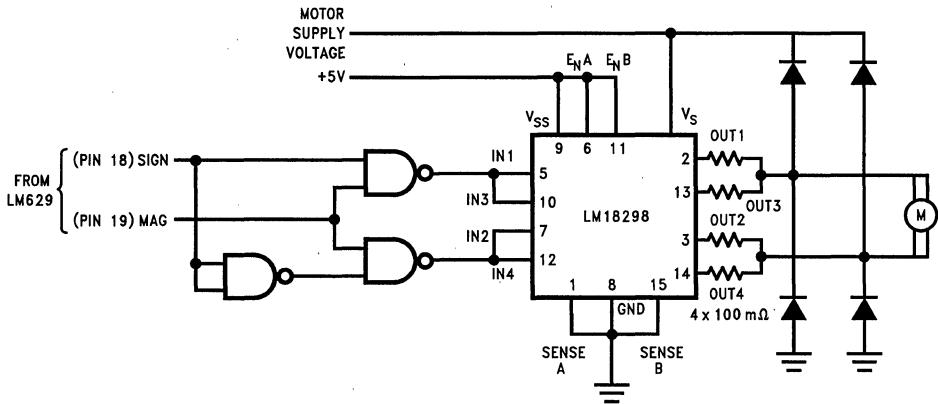 MOTOR
SUPPLY
VOLTAGE
+5V
ENA
ENB
VSS
VS
9
6
11
OUT1
2
(PIN 18) SIGN
IN1
5
FROM
LM629
13
OUT3
IN3
10
LM18298
M
(PIN 19) MAG
OUT2
IN2
7
3
12
IN4
14
1
8
15
OUT4
GND
4 x 100 mΩ
SENSE
A
SENSE
B